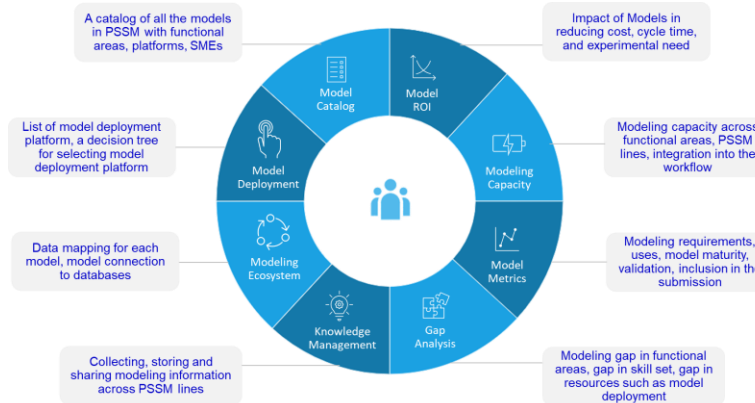 A catalog of all the models
in PSSM with functional
areas, platforms, SMEs
Impact of Models in
reducing cost, cycle time,
and experimental need
Model
Catalog
Model
ROI
List of model deployment
platform, a decision tree
for selecting model
deployment platform
Model
Deployment
Modeling
Capacity
Modeling capacity across
functional areas, PSSM
lines, integration into the
workflow
Data mapping for each
model, model connection
to databases
Modeling
Ecosystem
Model
Metrics
Modeling requirements,
uses, model maturity,
validation, inclusion in the
submission
Knowledge
Management
Gap
Analysis
Collecting, storing and
sharing modeling information
across PSSM lines
Modeling gap in functional
areas, gap in skill set, gap in
resources such as model
deployment